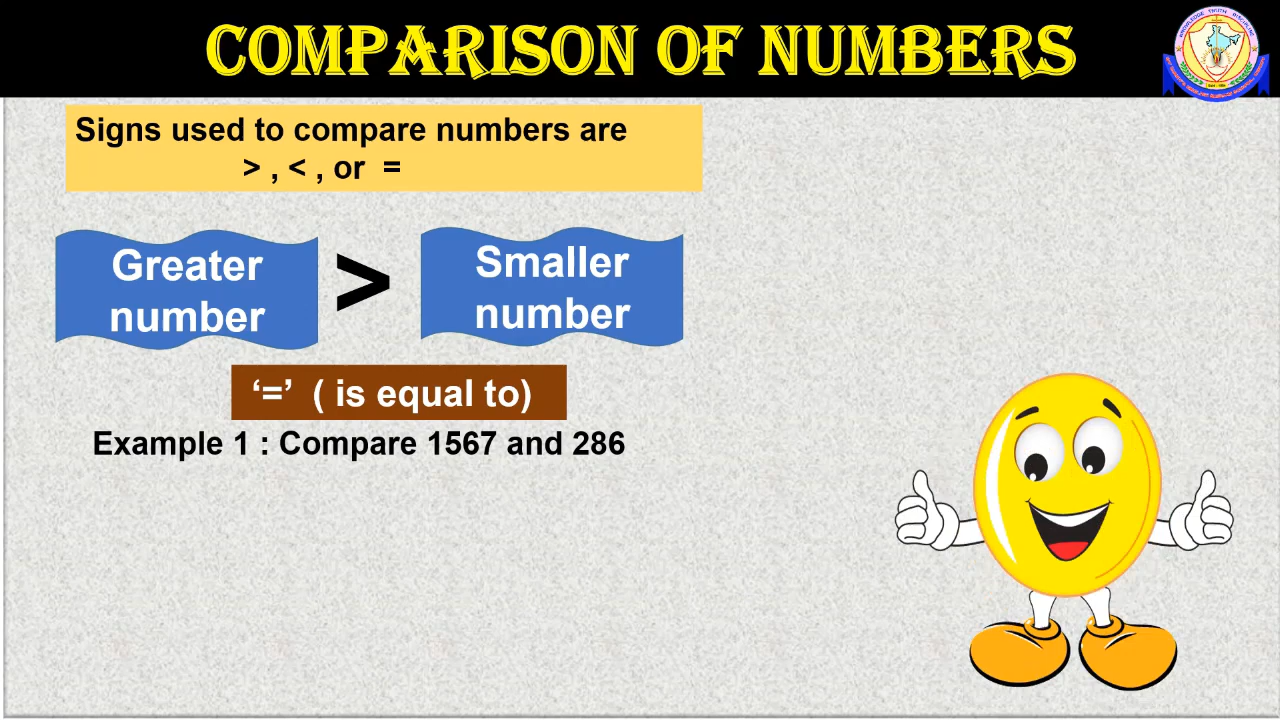 COMPARISON OF NUMBERS
Signs used to compare numbers are
> , < , or =
Greater
number
>
Smaller
number
‘=’ ( is equal to)
Example 1 : Compare 1567 and 286